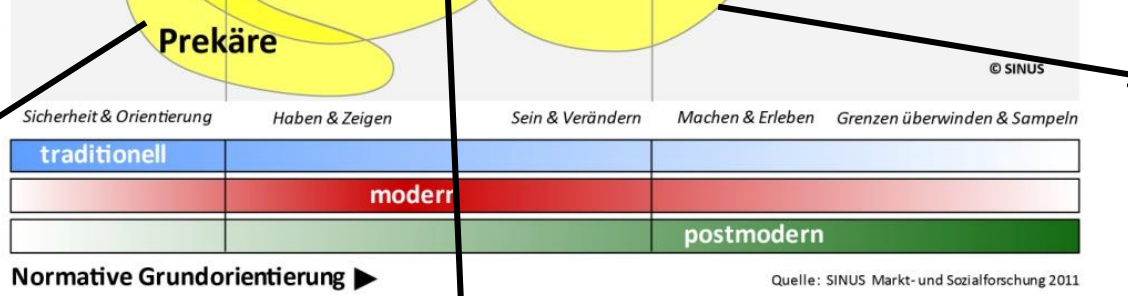 Prekäre
© SINUS
Sicherheit & Orientierung Haben & Zeigen Sein & Verändern Machen & Erleben Grenzen überwinden & Sampeln
traditionell
modern
postmodern
Normative Grundorientierung ▶ Quelle: SINUS Markt- und Sozialforschung 2011